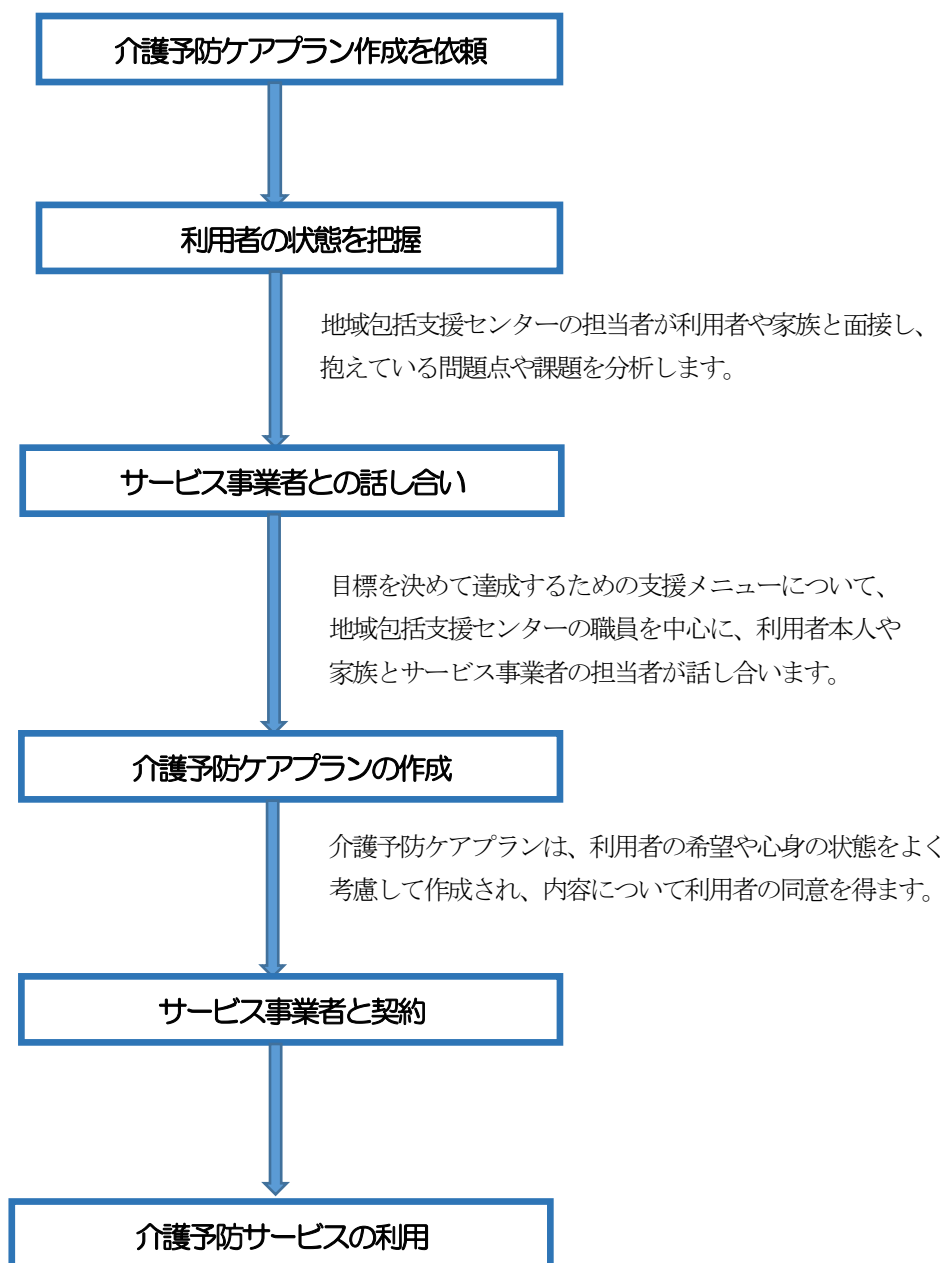 介護予防ケアプラン作成を依頼
利用者の状態を把握
地域包括支援センターの担当者が利用者や家族と面接し、
抱えている問題点や課題を分析します。
サービス事業者との話し合い
目標を決めて達成するための支援メニューについて、
地域包括支援センターの職員を中心に、利用者本人や
家族とサービス事業者の担当者が話し合います。
介護予防ケアプランの作成
介護予防ケアプランは、利用者の希望や心身の状態をよく
考慮して作成され、内容について利用者の同意を得ます。
サービス事業者と契約
介護予防サービスの利用